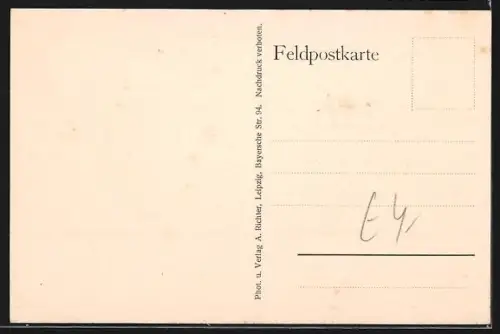 Feldpostkarte
Phot. u. Verlag A. Richter, Leipzig, Bayersche Str. 94. Nachdruck verboten.